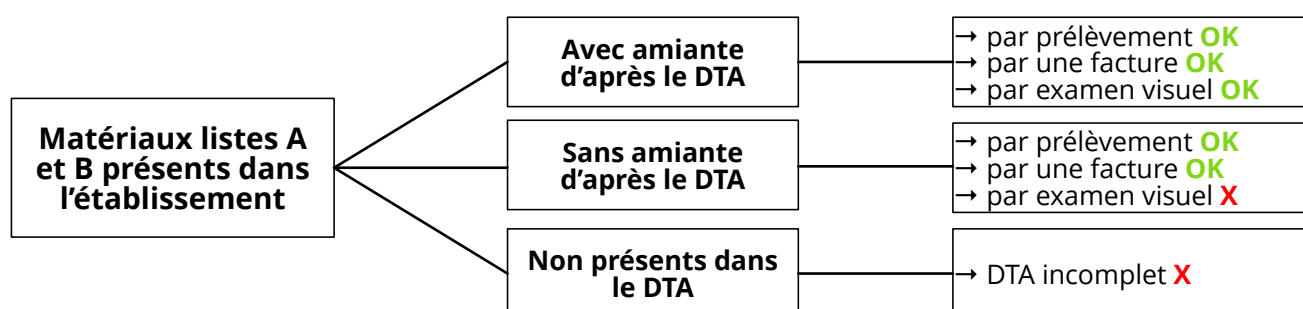 Matériaux listes A
et B présents dans
l’établissement
Avec amiante
d’après le DTA
→ par prélèvement OK
→ par une facture OK
→ par examen visuel OK
Sans amiante
d’après le DTA
→ par prélèvement OK
→ par une facture OK
→ par examen visuel X
Non présents dans
le DTA
→ DTA incomplet X